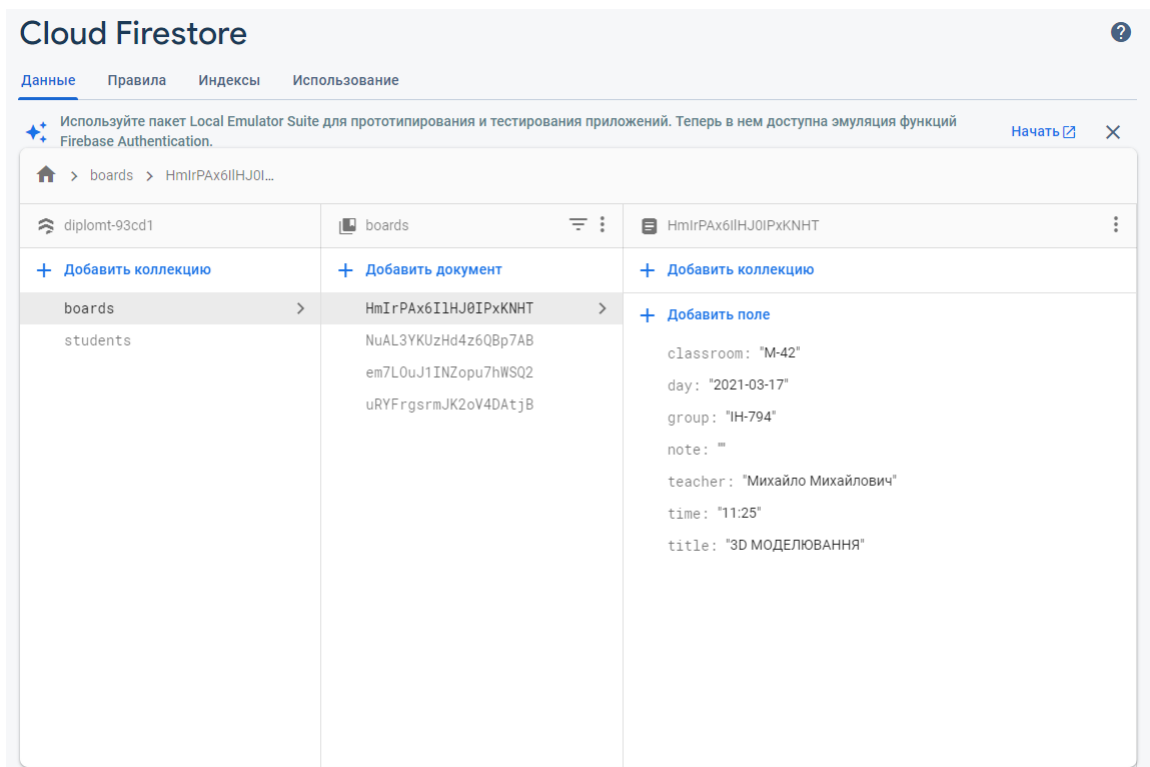 Cloud Firestore
Данные Правила Индексы Использование
Используйте пакет Local Emulator Suite для прототипирования и тестирования приложений. Теперь в нем доступна эмуляция функций
Firebase Authentication.
Начать
boards HmIrPAx6IlHJ0I...
diplomt-93cd1
boards
HmIrPAx6IlHJ0IPxKNHT
Добавить коллекцию
Добавить документ
Добавить коллекцию
boards
students
HmIrPAx6IlHJ0IPxKNHT
NuAL3YKUzHd4z6QBp7AB
em7LOuJ1INZopu7hWSQ2
uRYFrgsrmJK2oV4DAtjB
Добавить поле
classroom: "M-42"
day: "2021-03-17"
group: "IH-794"
note: ""
teacher: "Михайло Михайлович"
time: "11:25"
title: "3D МОДЕЛЮВАННЯ"